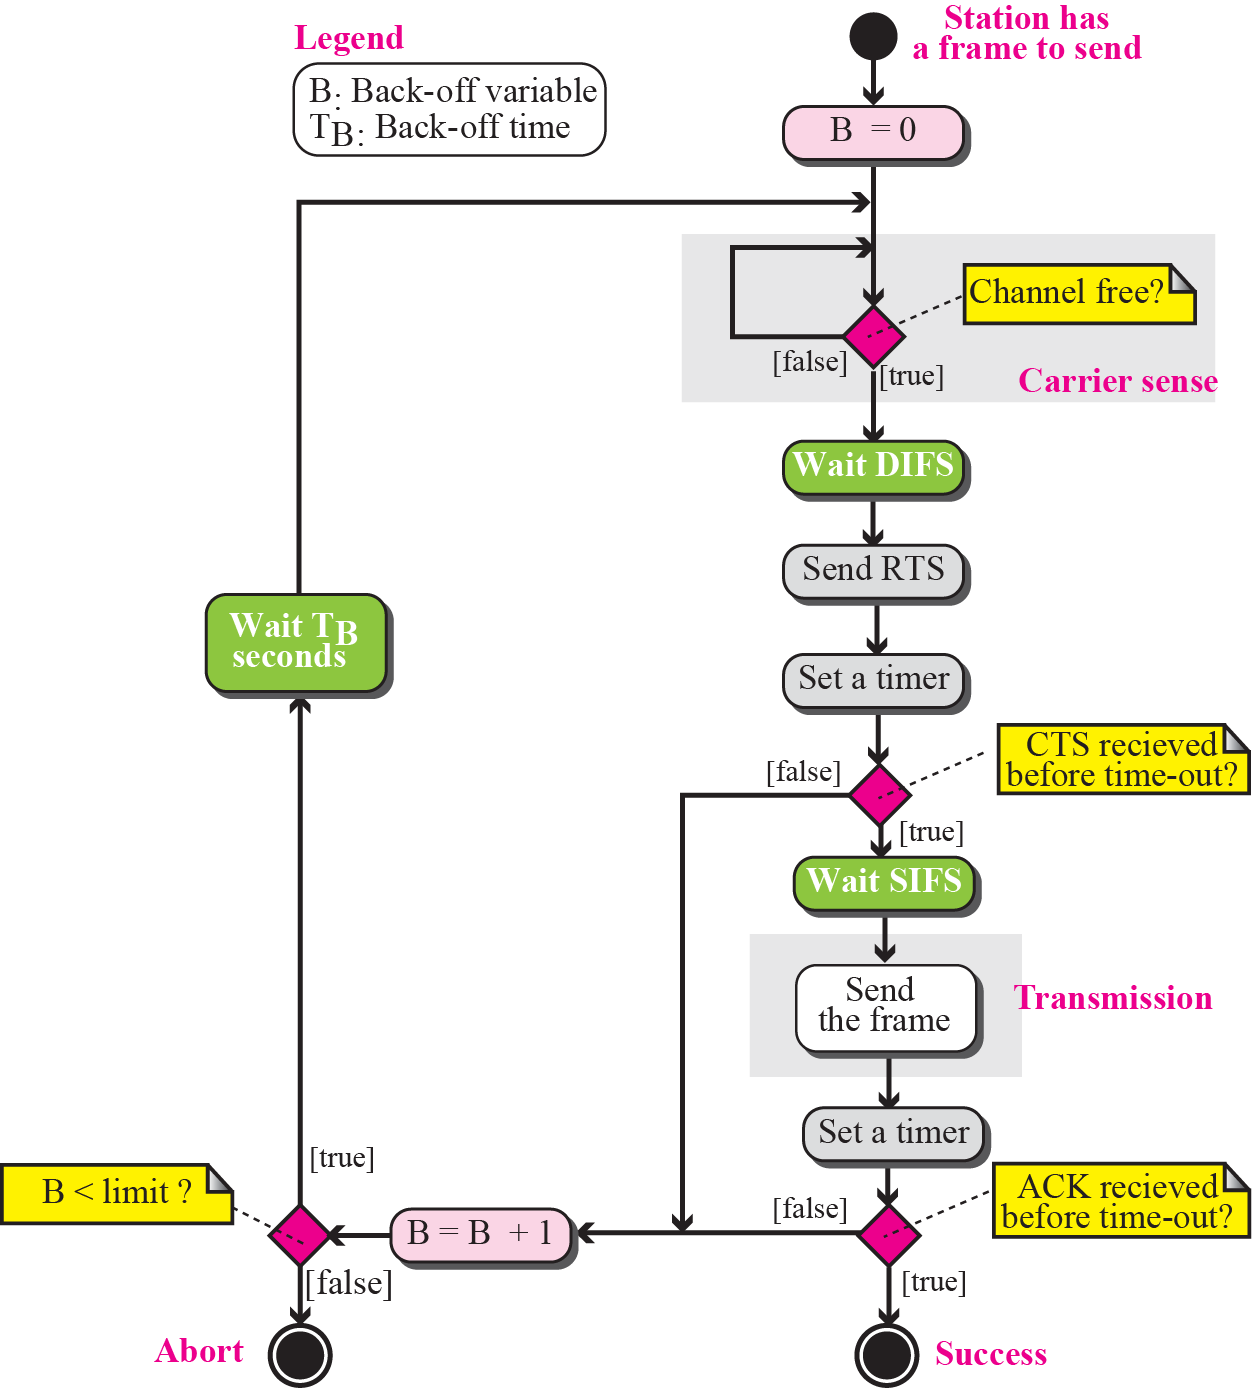 Legend
B: Back-off variable
TB: Back-off time
Station has
a frame to send
B = 0
Channel free?
[false]
[true]
Carrier sense
Wait DIFS
Send RTS
Set a timer
CTS recieved
before time-out?
[false]
[true]
Wait SIFS
Send
the frame
Transmission
Set a timer
ACK recieved
before time-out?
[false]
[true]
Success
B = B + 1
B < limit ?
[true]
[false]
Abort
Wait TB
seconds